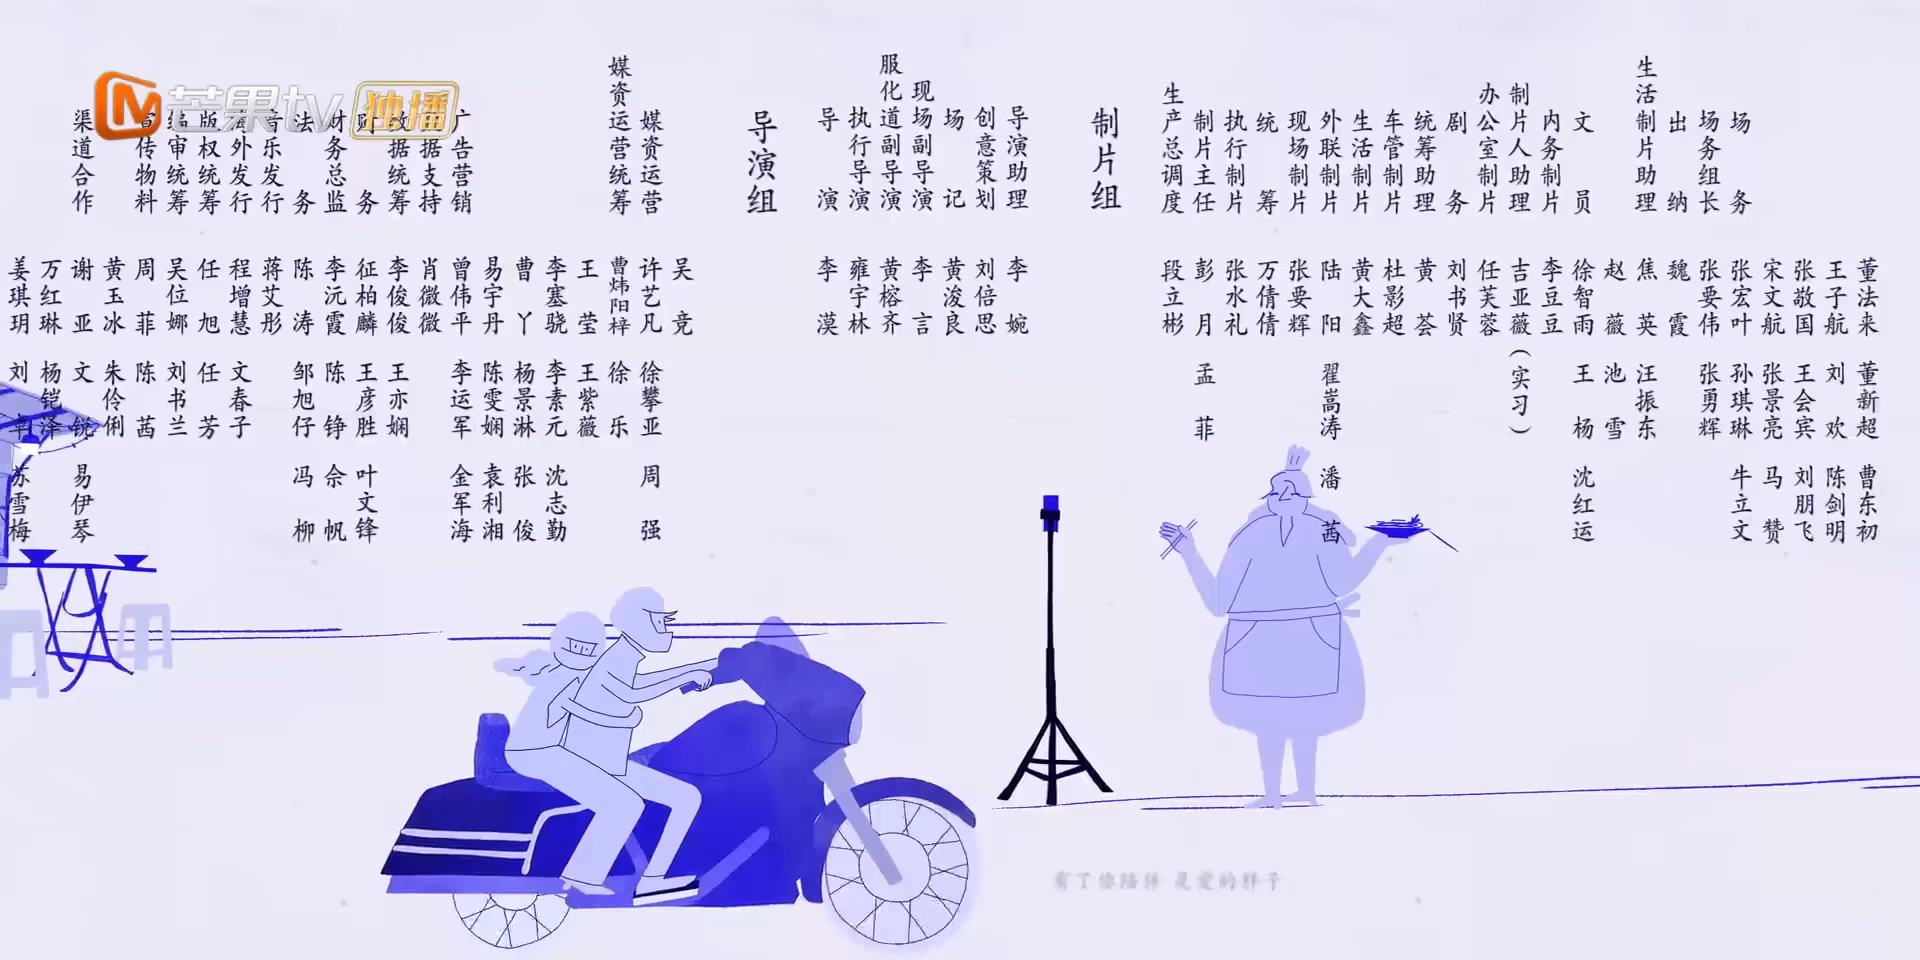 芒果tv 独播
姜琪玥 刘 苏雪梅
万红琳 杨铠泽
渠道合作 谢亚 文锐 易伊琴
黄玉冰 朱伶俐
宣传物料 周菲 陈茜
编审统筹 吴位娜 刘书兰
版权统筹 任旭 任芳
海外发行 程增慧 文春子
音乐发行 蒋艾彤
法务 陈涛 邹旭仔 冯柳
财务总监 李沅霞 陈铮 佘帆
财务 征柏麟 王彦胜 叶文锋
数据统筹 李俊俊 王亦娴
数据支持 肖微微
广告营销 曾伟平 李运军 金军海
易宇丹 陈雯娴 袁利湘
曹丫 杨景淋 张俊
李塞骁 李素元 沈志勤
王莹 王紫薇
媒资运营统筹 曹炜阳梓 徐乐
媒资运营 许艺凡 徐攀亚 周强
吴竞
导演组
导演 李漠
执行导演 雍宇林
服化道副导演 黄榕齐
现场副导演 李言
场记 黄浚良
创意策划 刘倍思
导演助理 李婉
制片组
生产总调度 段立彬
制片主任 彭月 孟菲
执行制片 张水礼
统筹 万倩倩
现场制片 张要辉
外联制片 陆阳 翟嵩涛 潘茜
生活制片 黄大鑫
车管制片 杜影超
统筹助理 黄荟
剧务 刘书贤
办公室制片 任芙蓉
制片人助理 吉亚薇（实习）
内务制片 李豆豆
文员 徐智雨 王杨 沈红运
赵薇 池雪
生活制片助理 焦英 汪振东
出纳 魏霞
场务组长 张要伟 张勇辉
场务 张宏叶 孙琪琳 牛立文
宋文航 张景亮 马赞
张敬国 王会宾 刘朋飞
王子航 刘欢 陈剑明
董法来 董新超 曹东初
有了你陪伴 是爱的样子